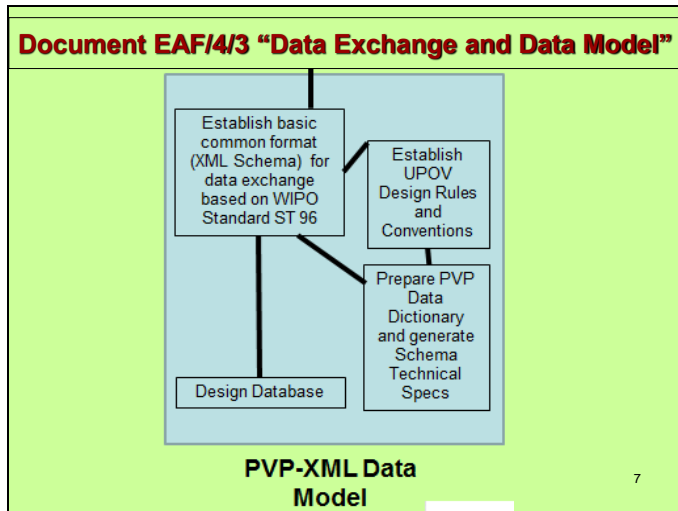 Document EAF/4/3 “Data Exchange and Data Model”
Establish basic
common format
(XML Schema) for
data exchange
based on WIPO
Standard ST 96
Establish
UPOV
Design Rules
and
Conventions
Prepare PVP
Data
Dictionary
and generate
Schema
Technical
Specs
Design Database
PVP-XML Data
Model
7